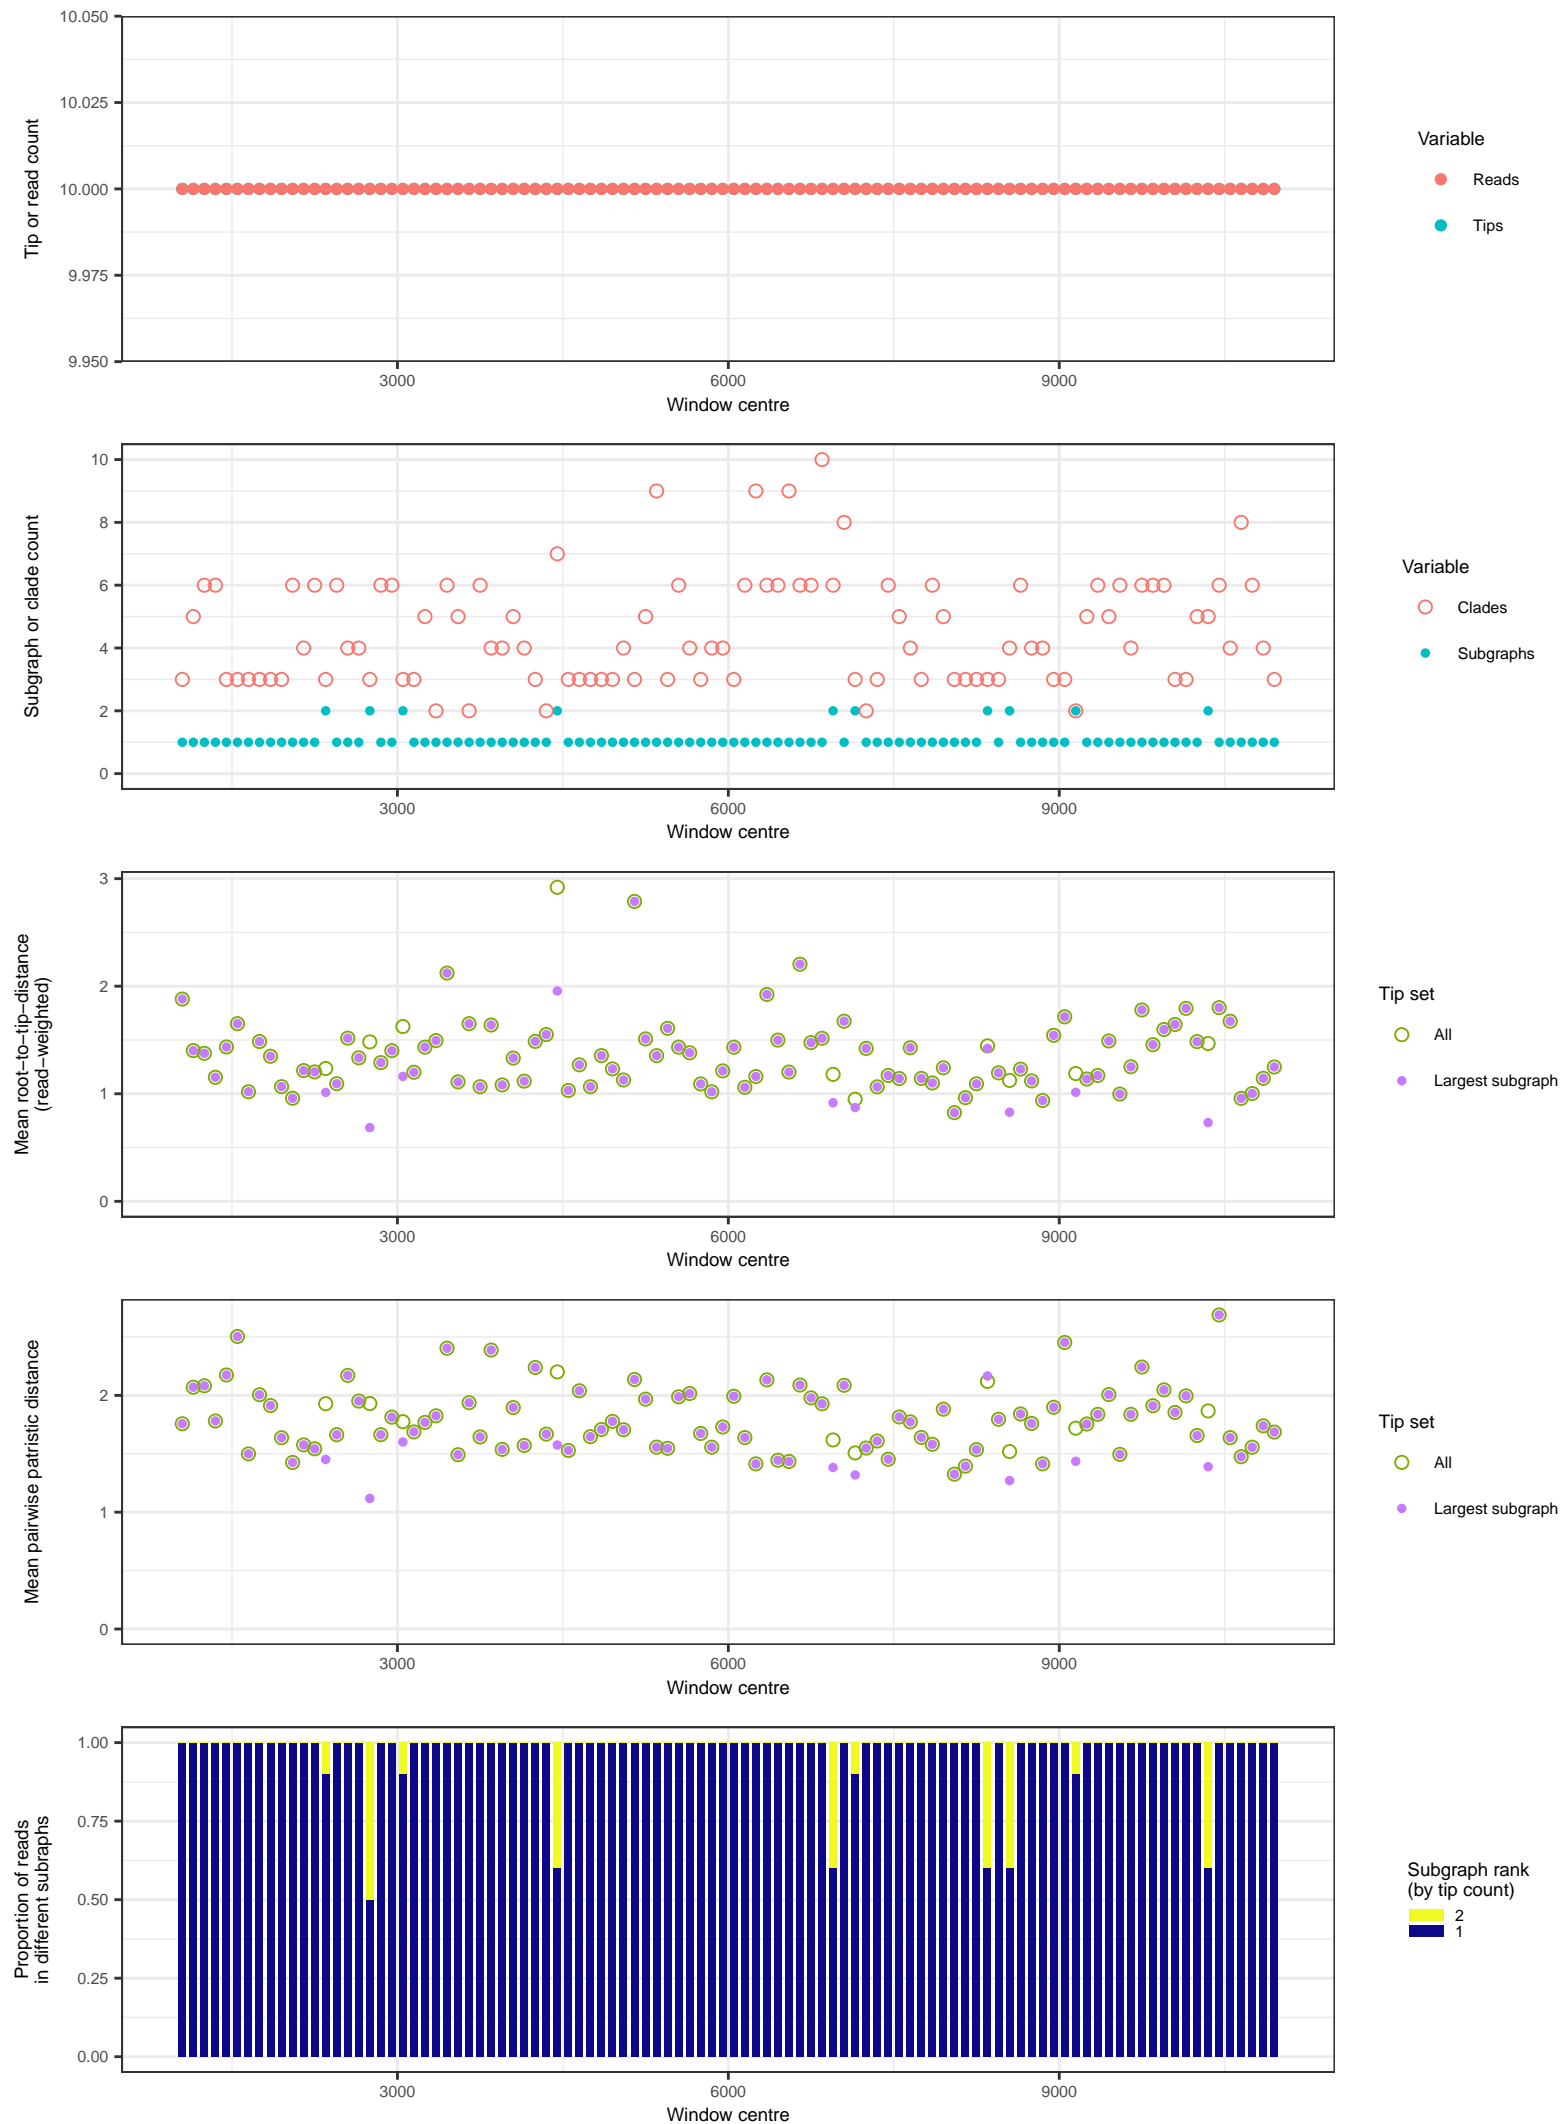 10.050
10.025
10.000
9.975
9.950
Tip or read count
3000
6000
9000
Window centre
Variable
Reads
Tips
10
8
6
4
2
0
Subgraph or clade count
3000
6000
9000
Window centre
Variable
Clades
Subgraphs
3
2
1
0
Mean root−to−tip−distance
(read−weighted)
3000
6000
9000
Window centre
Tip set
All
Largest subgraph
2
1
0
Mean pairwise patristic distance
3000
6000
9000
Window centre
Tip set
All
Largest subgraph
1.00
0.75
0.50
0.25
0.00
Proportion of reads
in different subraphs
3000
6000
9000
Window centre
Subgraph rank
(by tip count)
2
1